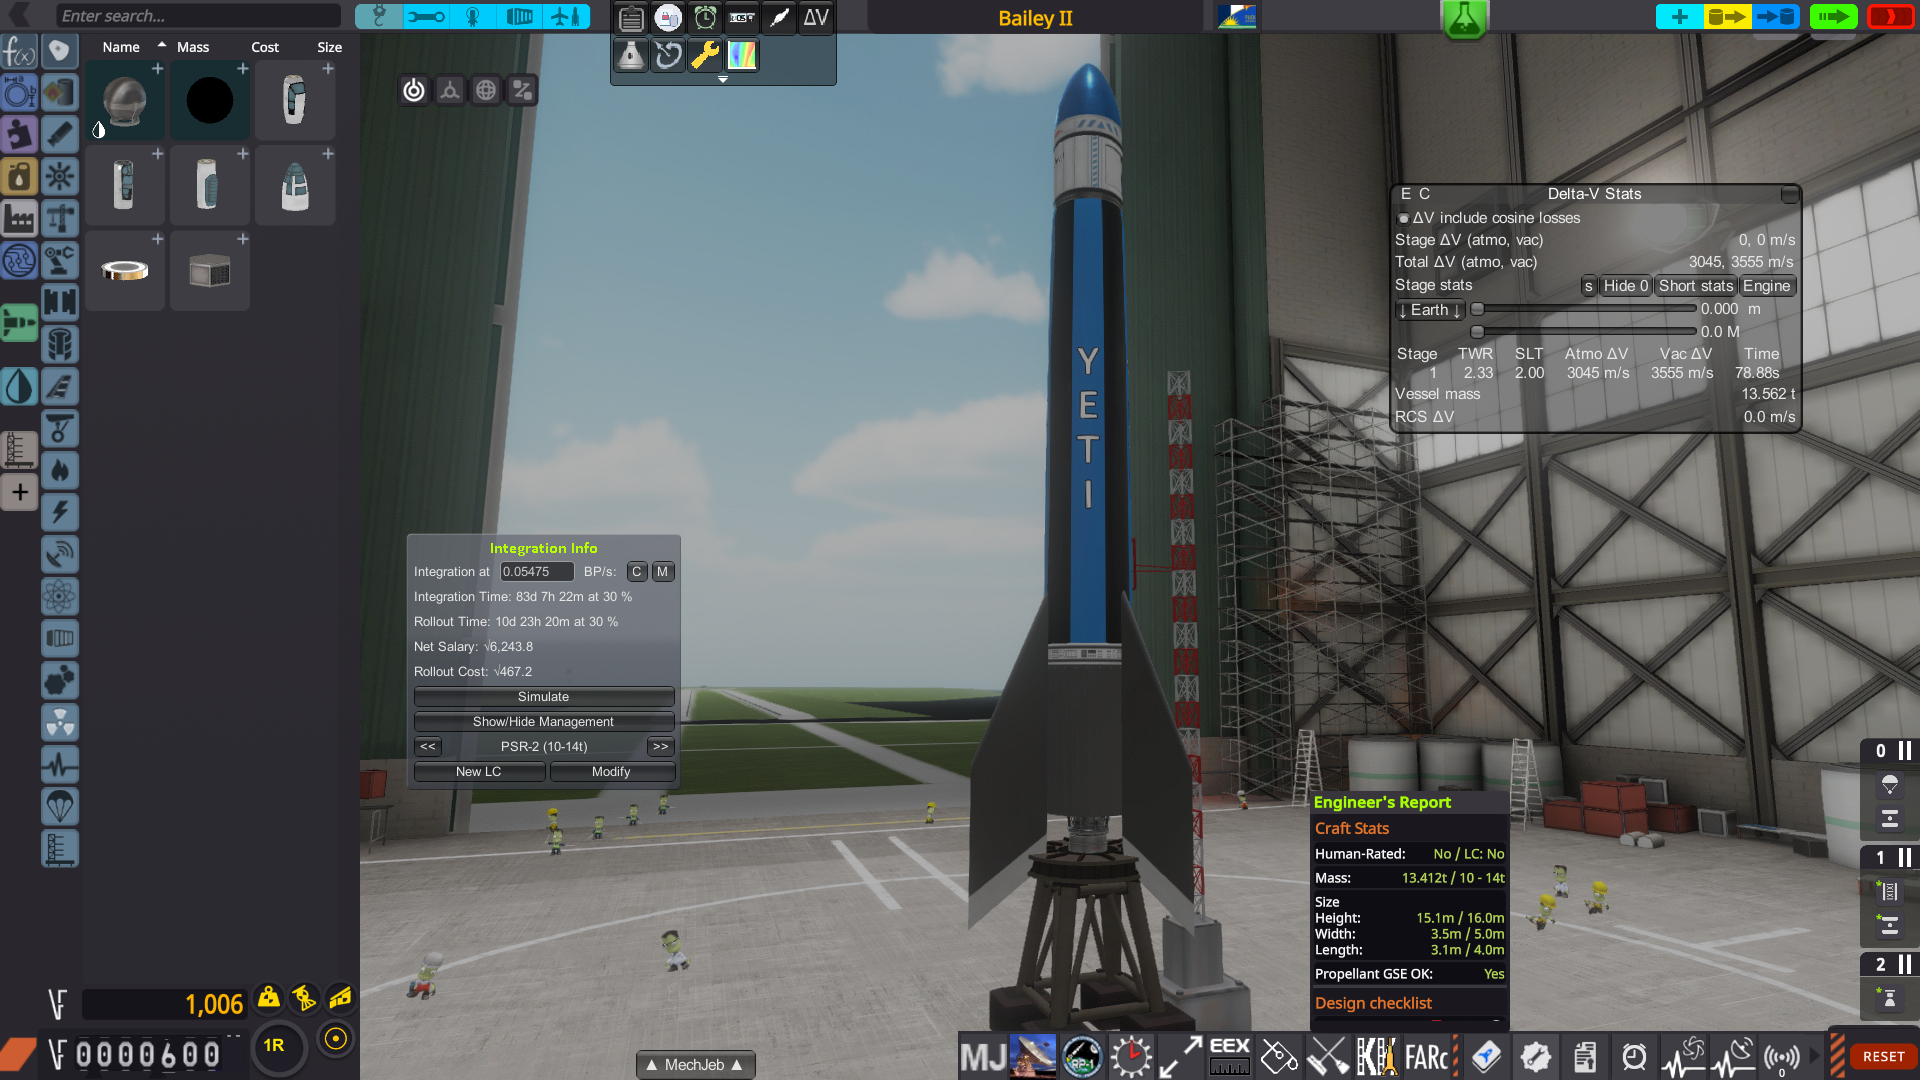 Enter search...
Name Mass Cost Size
COST
ΔV
Bailey II
f(x)
E C Delta-V Stats
ΔV include cosine losses
Stage ΔV (atmo, vac) 0, 0 m/s
Total ΔV (atmo, vac) 3045, 3555 m/s
Stage stats s Hide 0 Short stats Engine
↓ Earth ↓ 0.000 m
0.0 M
Stage TWR SLT Atmo ΔV Vac ΔV Time
1 2.33 2.00 3045 m/s 3555 m/s 78.88s
Vessel mass 13.562 t
RCS ΔV 0.0 m/s
Y
E
T
I
Integration Info
Integration at 0.05475 BP/s: C M
Integration Time: 83d 7h 22m at 30 %
Rollout Time: 10d 23h 20m at 30 %
Net Salary: √6,243.8
Rollout Cost: √467.2
Simulate
Show/Hide Management
<< PSR-2 (10-14t) >>
New LC Modify
Engineer's Report
Craft Stats
Human-Rated: No / LC: No
Mass: 13.412t / 10 - 14t
Size
Height: 15.1m / 16.0m
Width: 3.5m / 5.0m
Length: 3.1m / 4.0m
Propellant GSE OK: Yes
Design checklist
0
1
2
1,006
0000600
1R
▲ MechJeb ▲
MJ
RP-1
EEX
FARc
0
RESET